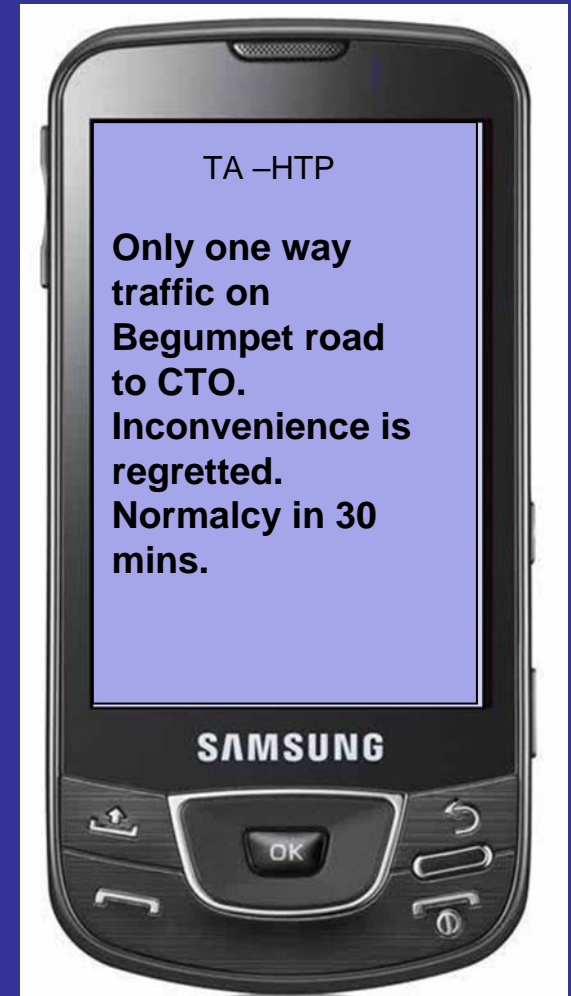 TA –HTP
Only one way
traffic on
Begumpet road
to CTO.
Inconvenience is
regretted.
Normalcy in 30
mins.
SAMSUNG
OK